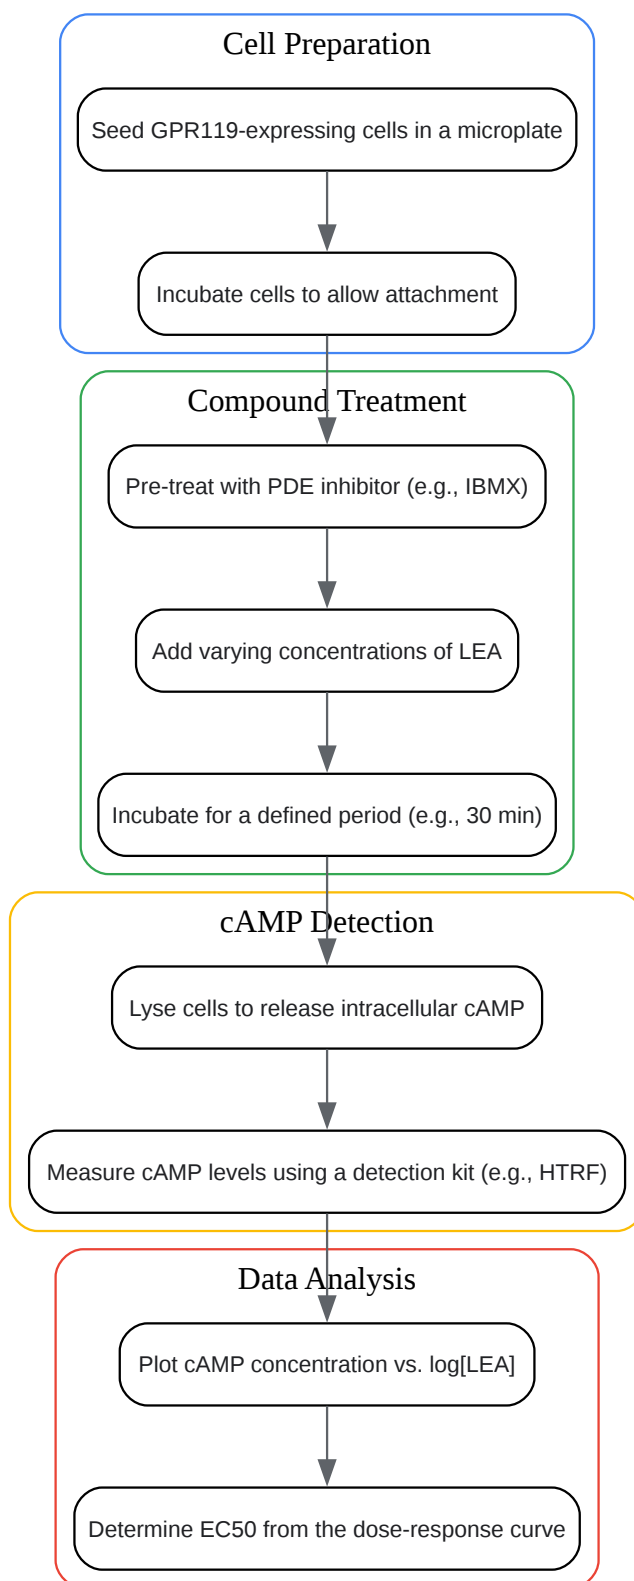 Cell Preparation
Seed GPR119-expressing cells in a microplate
Incubate cells to allow attachment
Compound Treatment
Pre-treat with PDE inhibitor (e.g., IBMX)
Add varying concentrations of LEA
Incubate for a defined period (e.g., 30 min)
cAMP Detection
Lyse cells to release intracellular cAMP
Measure cAMP levels using a detection kit (e.g., HTRF)
Data Analysis
Plot cAMP concentration vs. log[LEA]
Determine EC50 from the dose-response curve